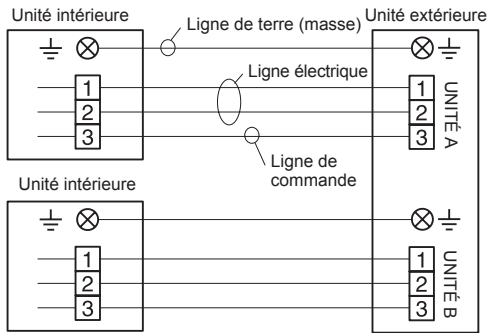 Unité intérieure
Unité extérieure
Ligne de terre (masse)
Ligne électrique
1
2
3
1
2
3
UNITÉ A
Ligne de
commande
Unité intérieure
1
2
3
1
2
3
UNITÉ B